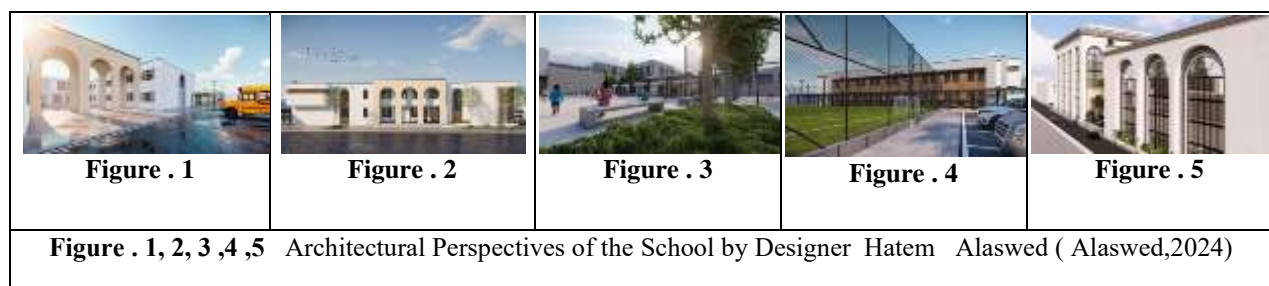 Figure . 1
Figure . 2
Figure . 3
Figure . 4
Figure . 5
Figure . 1, 2, 3 ,4 ,5 Architectural Perspectives of the School by Designer Hatem Alaswed ( Alaswed,2024)